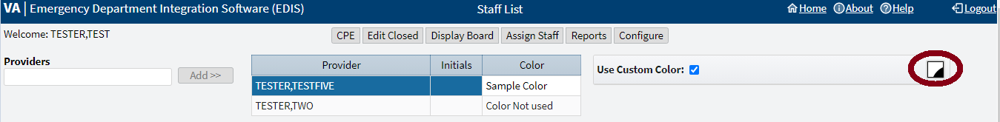 VA | Emergency Department Integration Software (EDIS) Staff List Home About Help Logout
Welcome: TESTER,TEST CPE Edit Closed Display Board Assign Staff Reports Configure
Providers
Add >>
Provider Initials Color
TESTER,TESTFIVE Sample Color
TESTER,TWO Color Not used
Use Custom Color: